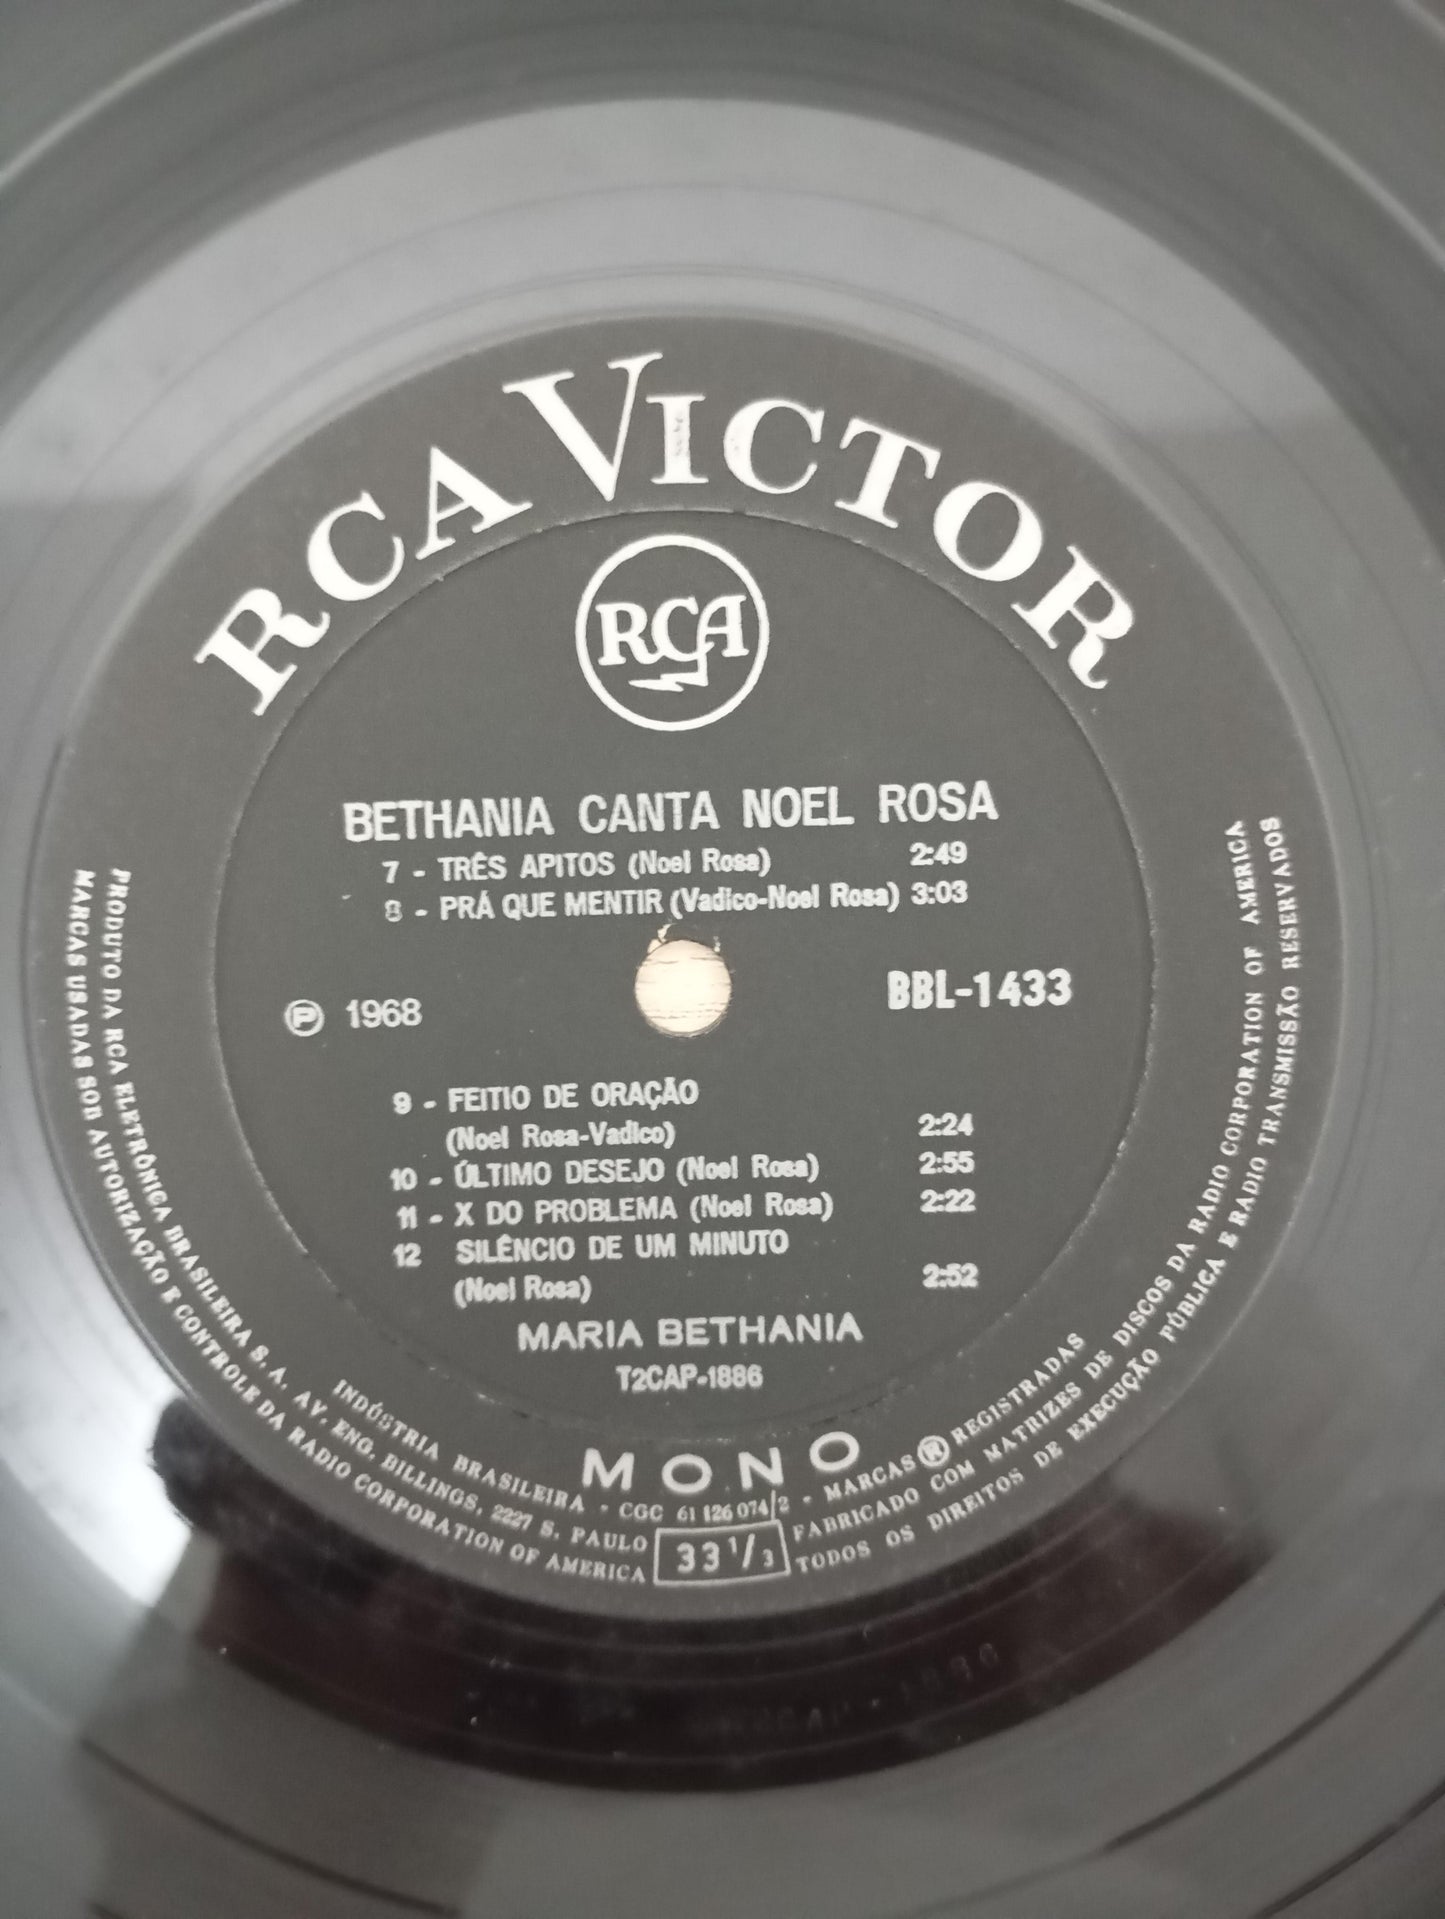 RCA VICTOR
RCA
BETHANIA CANTA NOEL ROSA
7 - TRÊS APITOS (Noel Rosa) 2:49
8 - PRÁ QUE MENTIR (Vadico-Noel Rosa) 3:03
Ⓟ 1968
BBL-1433
9 - FEITIO DE ORAÇÃO
(Noel Rosa-Vadico) 2:24
10 - ÚLTIMO DESEJO (Noel Rosa) 2:55
11 - X DO PROBLEMA (Noel Rosa) 2:22
12 SILÊNCIO DE UM MINUTO
(Noel Rosa) 2:52
MARIA BETHANIA
T2CAP-1886
MONO
INDÚSTRIA BRASILEIRA · CGC 61 126 074/2 · MARCAS ® REGISTRADAS
PRODUTO DA RCA ELETRÔNICA BRASILEIRA S. A. AV. ENG. BILLINGS, 2227 S. PAULO
FABRICADO COM MATRIZES DE DISCOS DA RADIO CORPORATION OF AMERICA
MARCAS USADAS SOB AUTORIZAÇÃO E CONTROLE DA RADIO CORPORATION OF AMERICA
33 1/3
TODOS OS DIREITOS DE EXECUÇÃO PÚBLICA E RADIO TRANSMISSÃO RESERVADOS